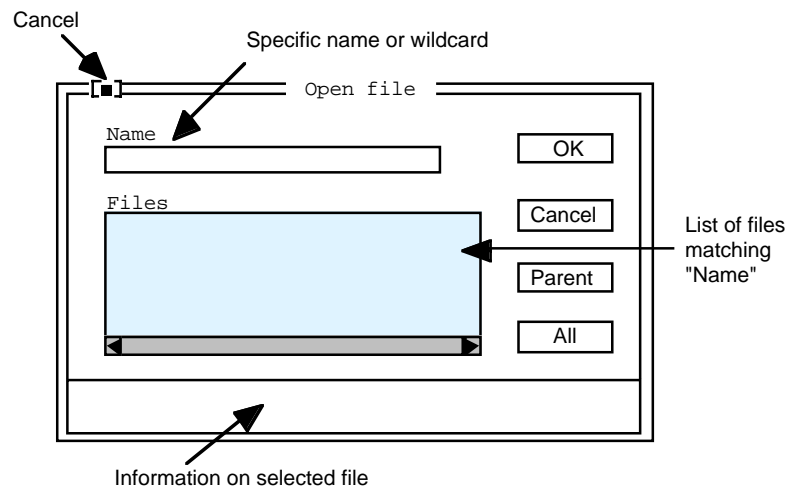 Cancel
Specific name or wildcard
[■]
Open file
Name
OK
Files
Cancel
List of files
matching
"Name"
Parent
All
Information on selected file